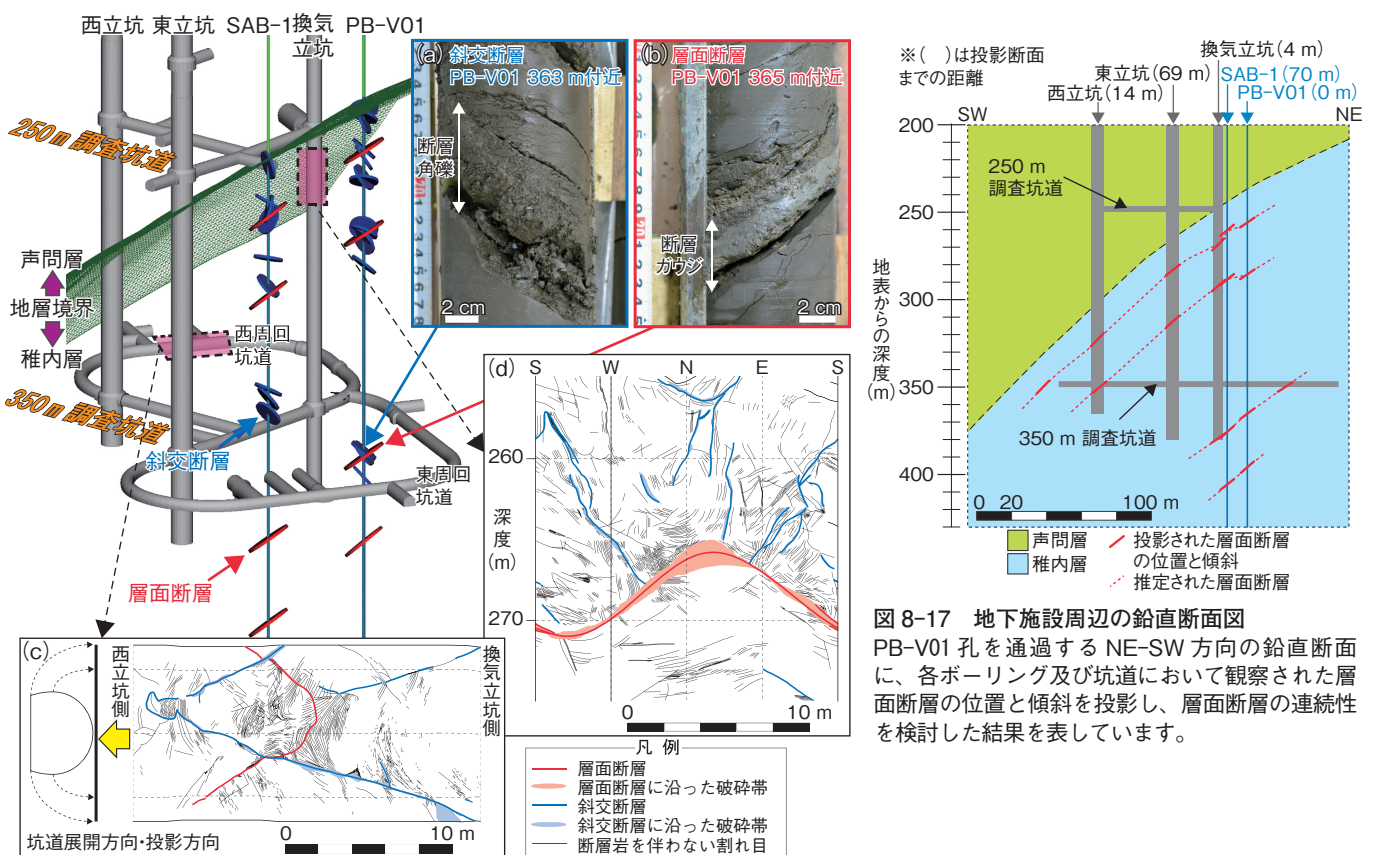 西立坑 東立坑 SAB-1 換気立坑 PB-V01
250m 調査坑道
声問層
地層境界
稚内層
西周回坑道
350m 調査坑道
斜交断層
東周回坑道
層面断層
(a) 斜交断層
PB-V01 363 m付近
断層角礫
2 cm
(b) 層面断層
PB-V01 365 m付近
断層ガウジ
2 cm
(c)
西立坑側
換気立坑側
坑道展開方向・投影方向
0 10 m
(d) S W N E S
260
深度
(m)
270
0 10 m
凡 例
層面断層
層面断層に沿った破砕帯
斜交断層
斜交断層に沿った破砕帯
断層岩を伴わない割れ目
※( )は投影断面
までの距離
換気立坑(4 m)
東立坑(69 m) SAB-1(70 m)
西立坑(14 m) PB-V01(0 m)
SW NE
200
250
300
350
400
地表からの深度
(m)
250 m
調査坑道
350 m 調査坑道
0 20 100 m
声問層
稚内層
投影された層面断層
の位置と傾斜
推定された層面断層
図 8-17 地下施設周辺の鉛直断面図
PB-V01 孔を通過する NE-SW 方向の鉛直断面
に、各ボーリング及び坑道において観察された層
面断層の位置と傾斜を投影し、層面断層の連続性
を検討した結果を表しています。